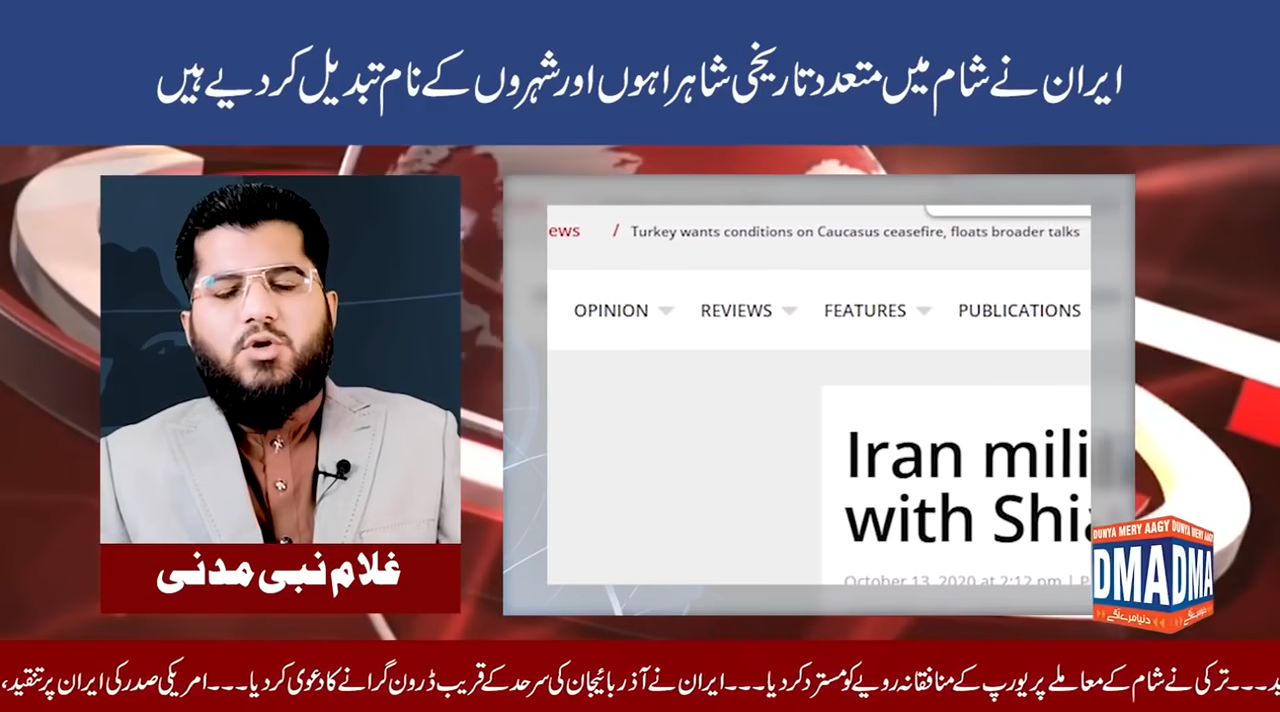 ایران نے شام میں متعدد تاریخی شاہراہوں اور شہروں کے نام تبدیل کر دیے ہیں
ews / Turkey wants conditions on Caucasus ceasefire, floats broader talks
OPINION REVIEWS FEATURES PUBLICATIONS
Iran mili
with Shia
October 13, 2020 at 2:12 pm | P
غلام نبی مدنی
DUNYA MERY AAGY DUNYA MERY AAGY
DMA DMA
دنیا مرے آگے
ید۔۔۔ترکی نے شام کے معاملے پر یورپ کے منافقانہ رویے کو مسترد کر دیا۔۔۔ایران نے آذربائیجان کی سرحد کے قریب ڈرون گرانے کا دعویٰ کر دیا۔۔۔امریکی صدر کی ایران پر تنقید،